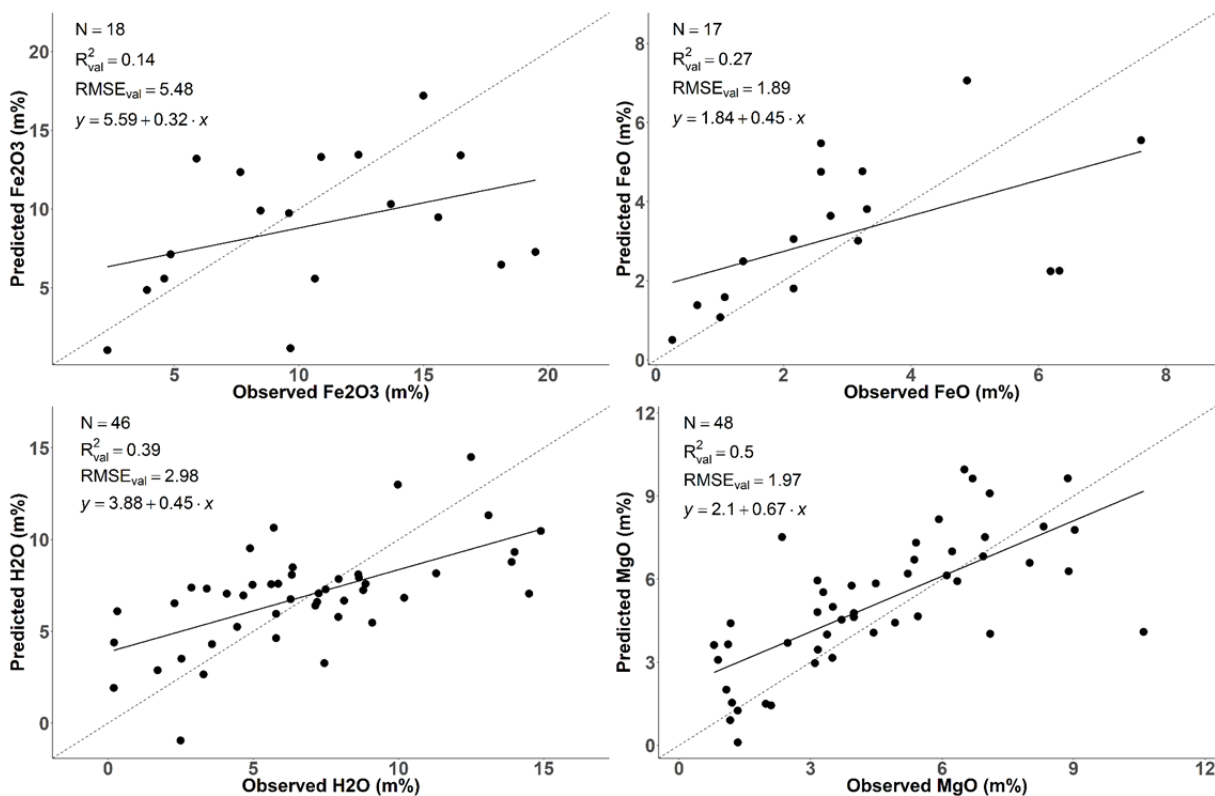 N = 18
R²val = 0.14
RMSEval = 5.48
y = 5.59 + 0.32 · x
20
15
10
5
Predicted Fe2O3 (m%)
5 10 15 20
Observed Fe2O3 (m%)
N = 17
R²val = 0.27
RMSEval = 1.89
y = 1.84 + 0.45 · x
8
6
4
2
0
Predicted FeO (m%)
0 2 4 6 8
Observed FeO (m%)
N = 46
R²val = 0.39
RMSEval = 2.98
y = 3.88 + 0.45 · x
15
10
5
0
Predicted H2O (m%)
0 5 10 15
Observed H2O (m%)
N = 48
R²val = 0.5
RMSEval = 1.97
y = 2.1 + 0.67 · x
12
9
6
3
0
Predicted MgO (m%)
0 3 6 9 12
Observed MgO (m%)